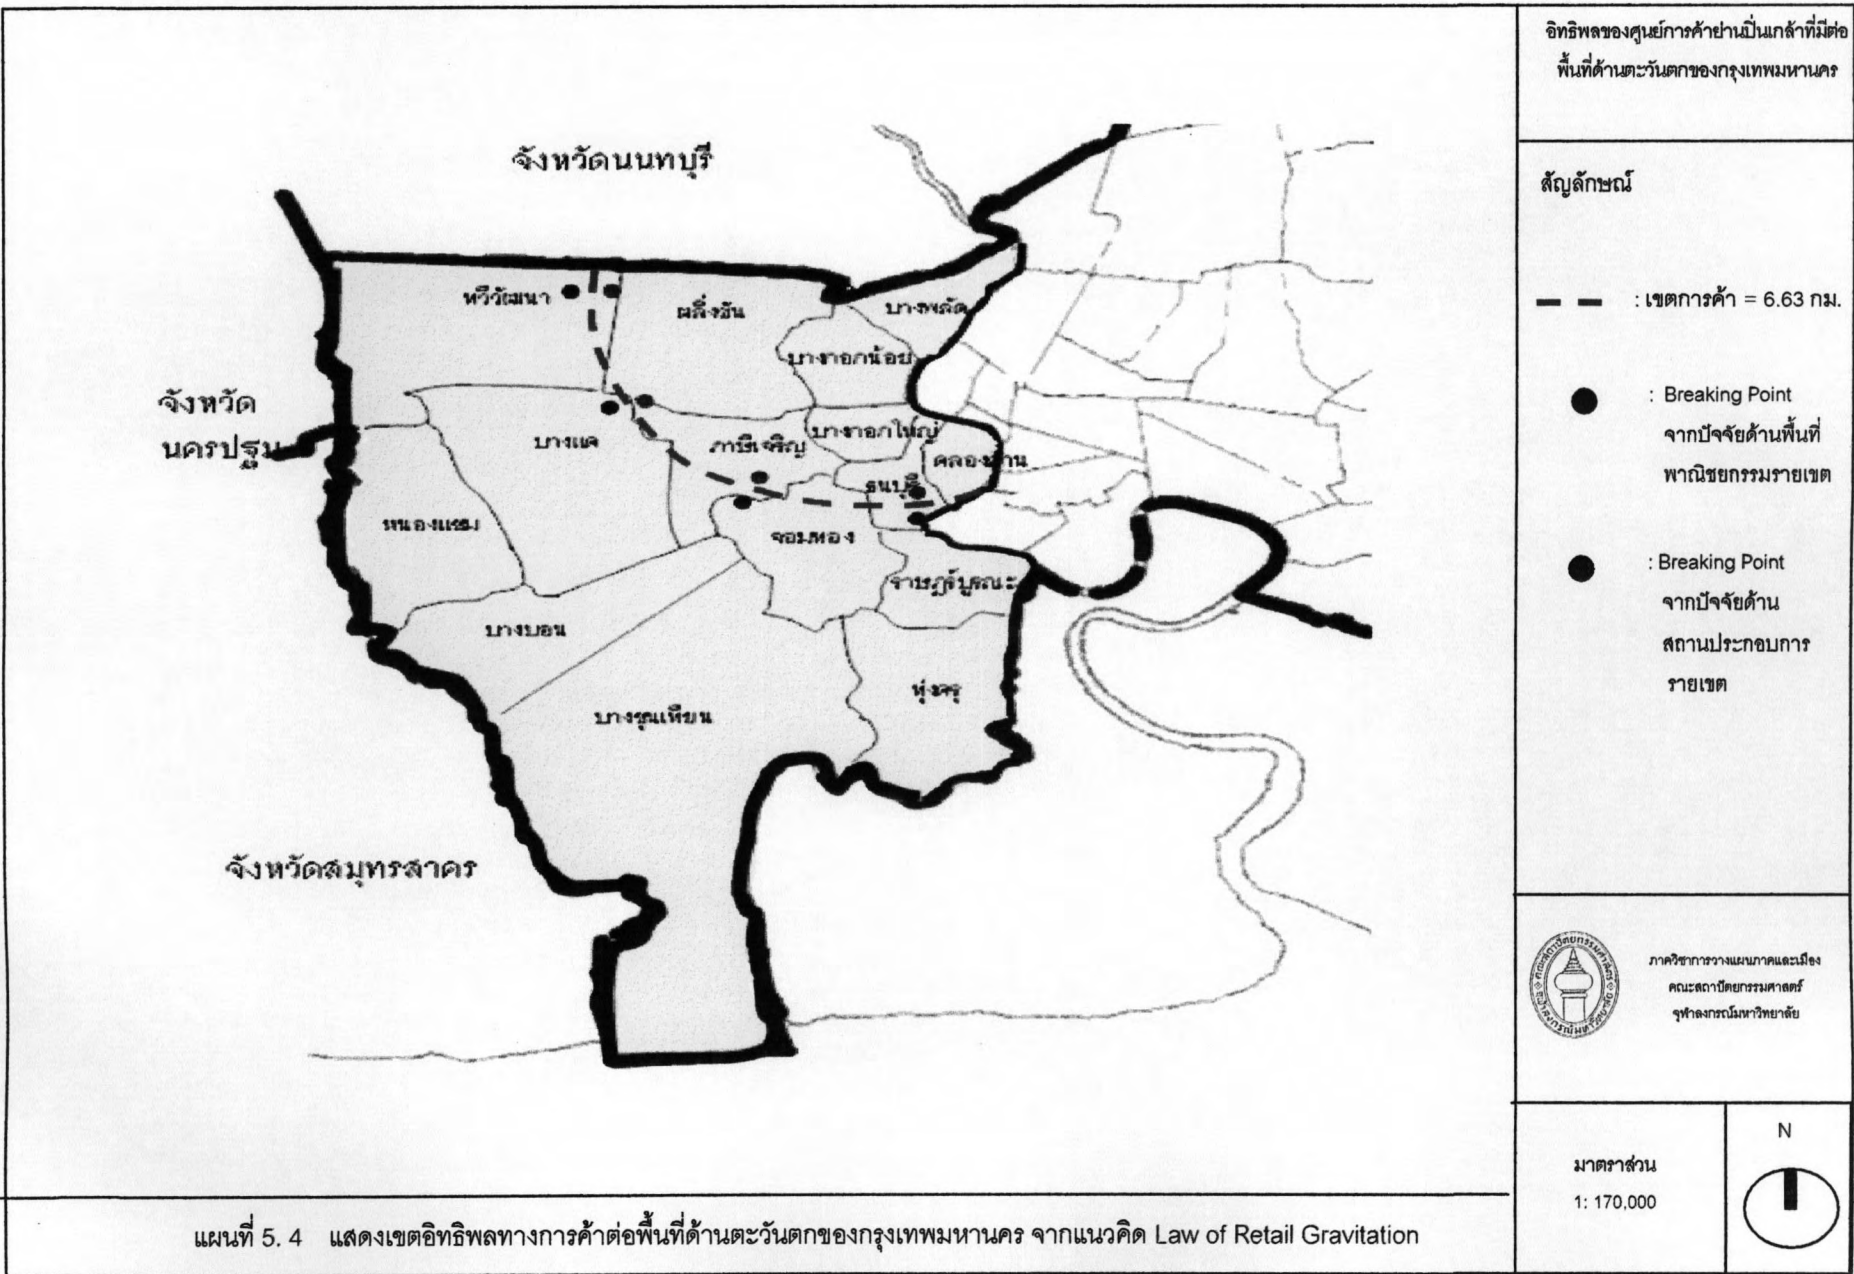 อิทธิพลของศูนย์การค้าย่านปิ่นเกล้าที่มีต่อ
พื้นที่ด้านตะวันตกของกรุงเทพมหานคร
สัญลักษณ์
: เขตการค้า = 6.63 กม.
: Breaking Point
จากปัจจัยด้านพื้นที่
พาณิชยกรรมรายเขต
: Breaking Point
จากปัจจัยด้าน
สถานประกอบการ
รายเขต
ภาควิชาการวางแผนภาคและเมือง
คณะสถาปัตยกรรมศาสตร์
จุฬาลงกรณ์มหาวิทยาลัย
มาตราส่วน
1: 170,000
N
จังหวัดนนทบุรี
ทวีวัฒนา
ตลิ่งชัน
บางพลัด
บางกอกน้อย
จังหวัด
นครปฐม
บางแค
ภาษีเจริญ
บางกอกใหญ่
คลองสาน
ธนบุรี
หนองแขม
จอมทอง
ราษฎร์บูรณะ
บางบอน
ทุ่งครุ
บางขุนเทียน
จังหวัดสมุทรสาคร
แผนที่ 5. 4 แสดงเขตอิทธิพลทางการค้าต่อพื้นที่ด้านตะวันตกของกรุงเทพมหานคร จากแนวคิด Law of Retail Gravitation